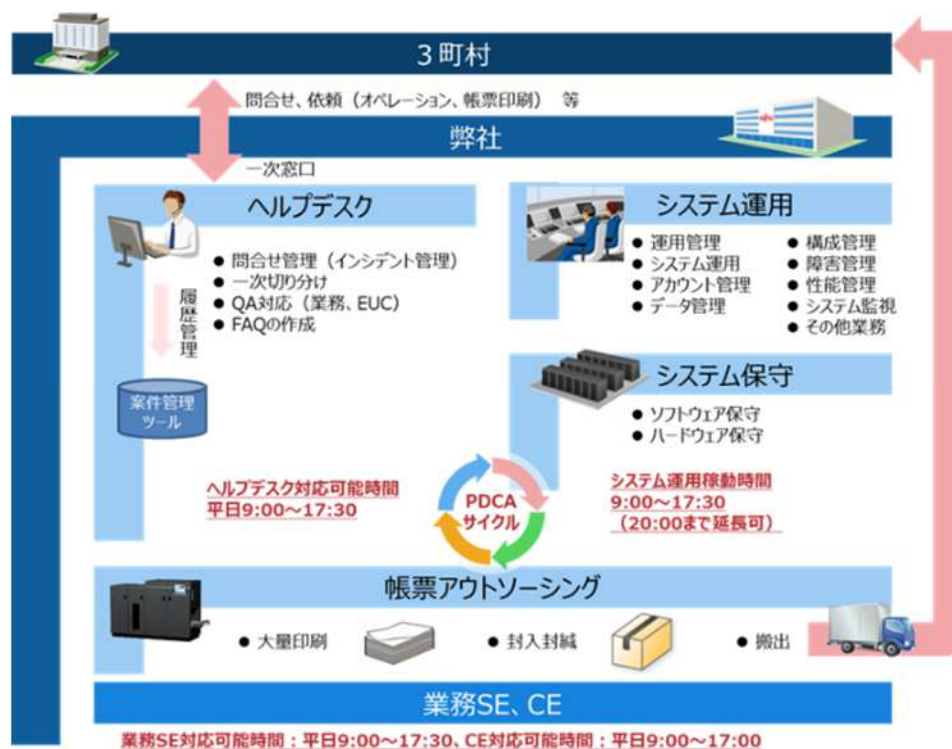 3町村
問合せ、依頼（オペレーション、帳票印刷） 等
弊社
一次窓口
ヘルプデスク
● 問合せ管理（インシデント管理）
● 一次切り分け
● QA対応（業務、EUC）
● FAQの作成
履歴管理
案件管理
ツール
システム運用
● 運用管理
● システム運用
● アカウント管理
● データ管理
● 構成管理
● 障害管理
● 性能管理
● システム監視
● その他業務
システム保守
● ソフトウェア保守
● ハードウェア保守
ヘルプデスク対応可能時間
平日9:00～17:30
PDCA
サイクル
システム運用稼動時間
9:00～17:30
（20:00まで延長可）
帳票アウトソーシング
● 大量印刷
● 封入封緘
● 搬出
業務SE、CE
業務SE対応可能時間：平日9:00～17:30、CE対応可能時間：平日9:00～17:00